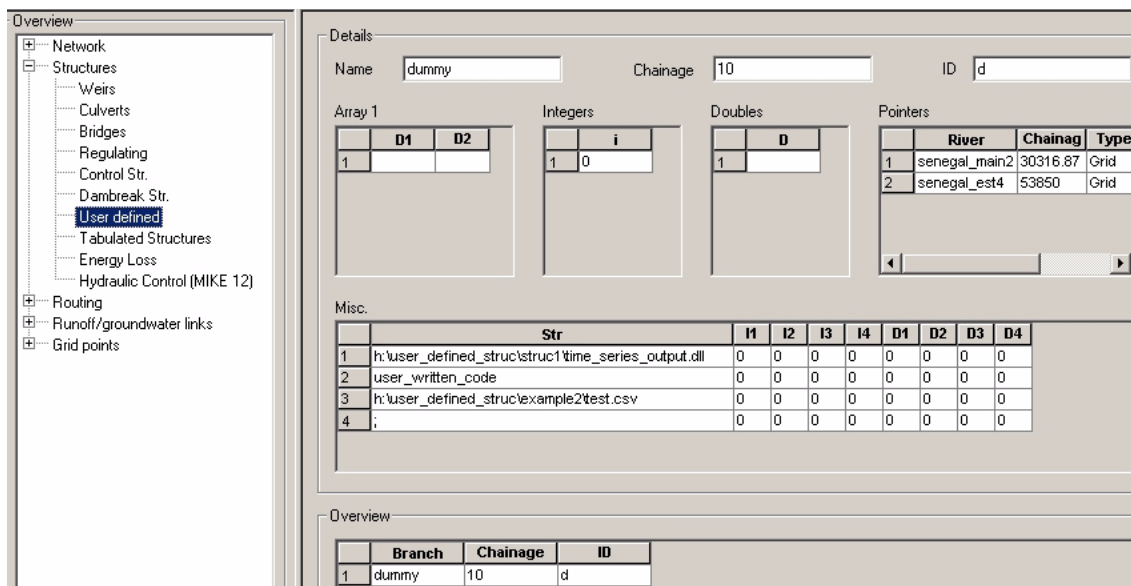 Overview
Network
Structures
Weirs
Culverts
Bridges
Regulating
Control Str.
Dambreak Str.
User defined
Tabulated Structures
Energy Loss
Hydraulic Control (MIKE 12)
Routing
Runoff/groundwater links
Grid points
Details
Name dummy Chainage 10 ID d
Array 1 Integers Doubles Pointers
D1 D2 i D River Chainag Type
1 1 0 1 1 senegal_main2 30316.87 Grid
2 senegal_est4 53850 Grid
Misc.
Str I1 I2 I3 I4 D1 D2 D3 D4
1 h:\user_defined_struc\struc1\time_series_output.dll 0 0 0 0 0 0 0 0
2 user_written_code 0 0 0 0 0 0 0 0
3 h:\user_defined_struc\example2\test.csv 0 0 0 0 0 0 0 0
4 ; 0 0 0 0 0 0 0 0
Overview
Branch Chainage ID
1 dummy 10 d